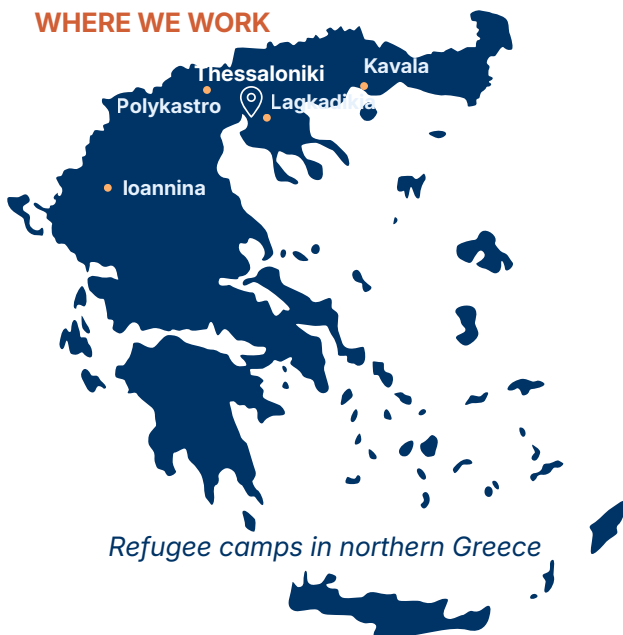 WHERE WE WORK
Kavala
Thessaloniki
Polykastro
Lagkadikia
Ioannina
Refugee camps in northern Greece